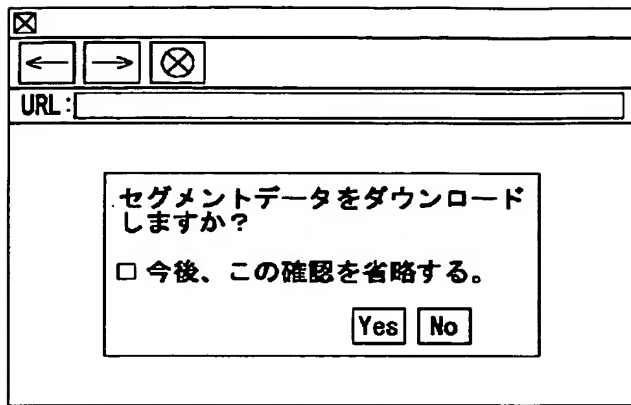 URL:
セグメントデータをダウンロード
しますか?
□ 今後、この確認を省略する。
Yes No